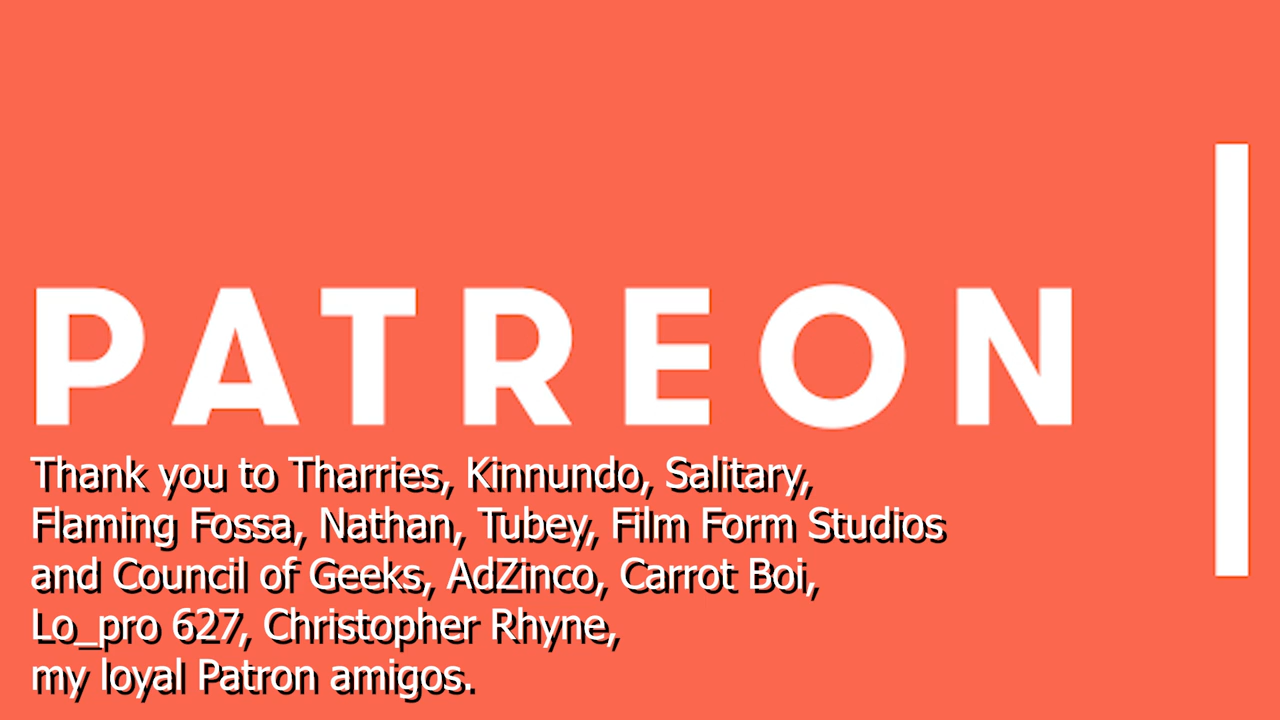 PATREON
Thank you to Tharries, Kinnundo, Salitary,
Flaming Fossa, Nathan, Tubey, Film Form Studios
and Council of Geeks, AdZinco, Carrot Boi,
Lo_pro 627, Christopher Rhyne,
my loyal Patron amigos.